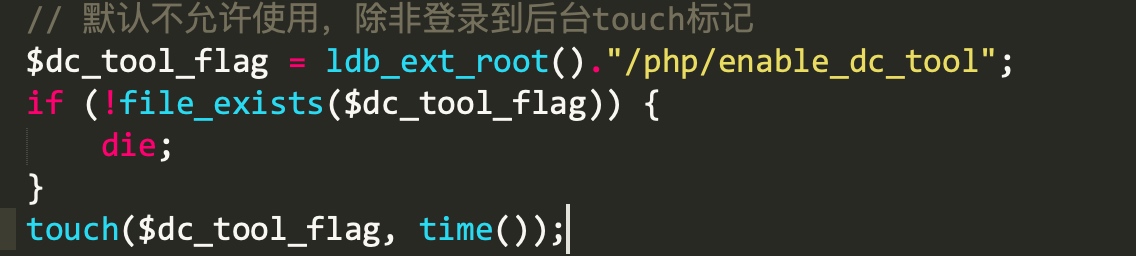 // 默认不允许使用，除非登录到后台touch标记
$dc_tool_flag = ldb_ext_root()."/php/enable_dc_tool";
if (!file_exists($dc_tool_flag)) {
    die;
}
touch($dc_tool_flag, time());